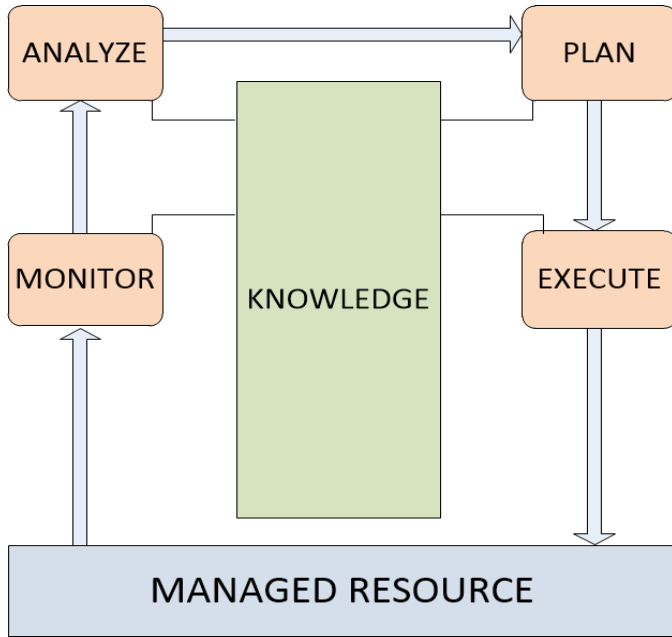 ANALYZE
PLAN
MONITOR
KNOWLEDGE
EXECUTE
MANAGED RESOURCE